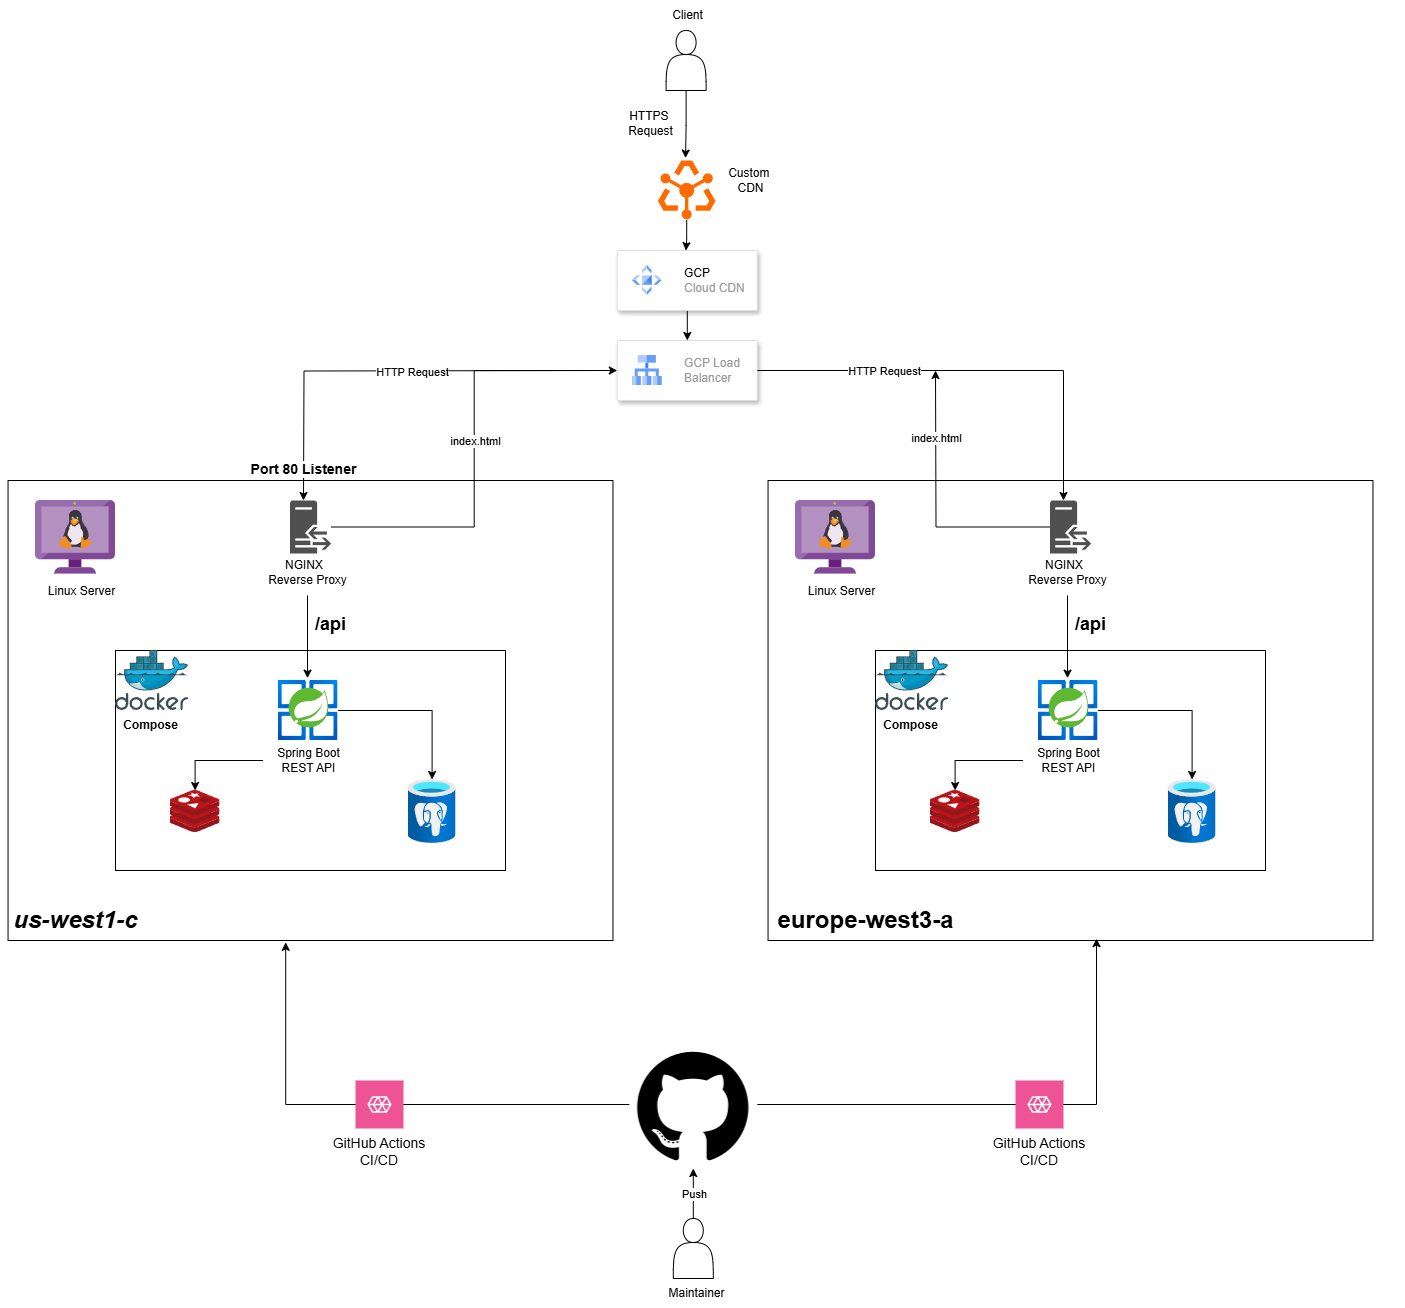 Client
HTTPS
Request
Custom
CDN
GCP
Cloud CDN
GCP Load
Balancer
HTTP Request
HTTP Request
index.html
index.html
Port 80 Listener
Linux Server
NGINX
Reverse Proxy
/api
docker
Compose
Spring Boot
REST API
us-west1-c
Linux Server
NGINX
Reverse Proxy
/api
docker
Compose
Spring Boot
REST API
europe-west3-a
GitHub Actions
CI/CD
GitHub Actions
CI/CD
Push
Maintainer